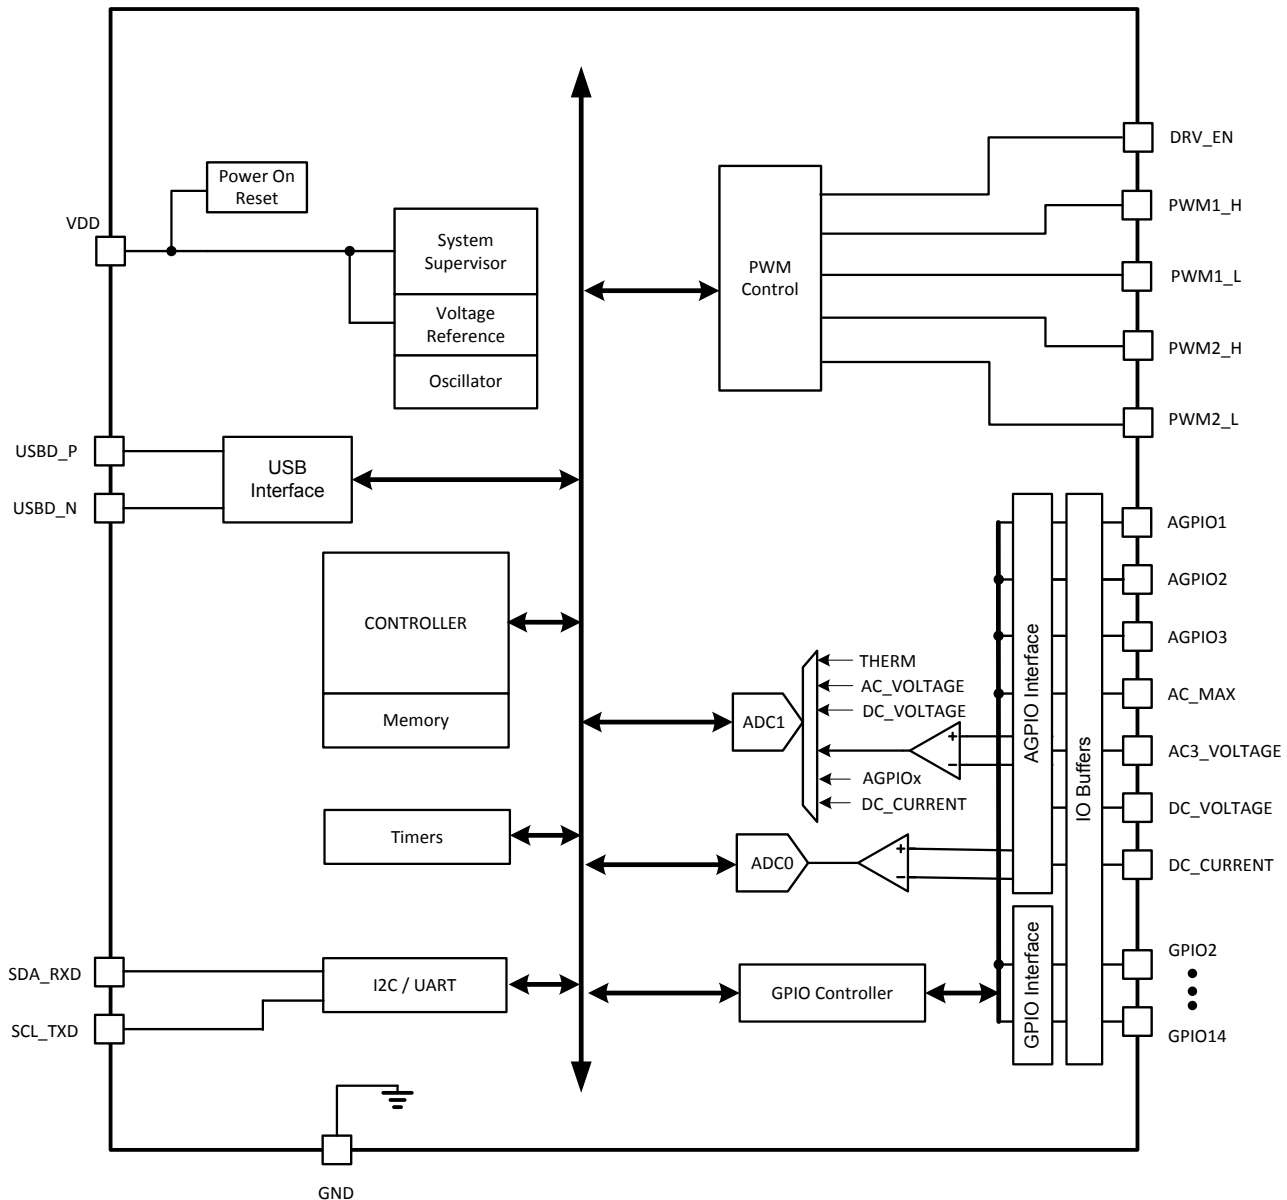 DRV_EN
Power On
Reset
PWM1_H
VDD
System
Supervisor
PWM
Control
PWM1_L
Voltage
Reference
PWM2_H
Oscillator
PWM2_L
USBD_P
USB
Interface
USBD_N
AGPIO1
AGPIO2
CONTROLLER
AGPIO3
THERM
AC_VOLTAGE
DC_VOLTAGE
AGPIO Interface
IO Buffers
AC_MAX
Memory
ADC1
+
−
AC3_VOLTAGE
AGPIOx
DC_CURRENT
DC_VOLTAGE
Timers
ADC0
+
−
DC_CURRENT
SDA_RXD
I2C / UART
GPIO Controller
GPIO Interface
GPIO2
SCL_TXD
GPIO14
GND